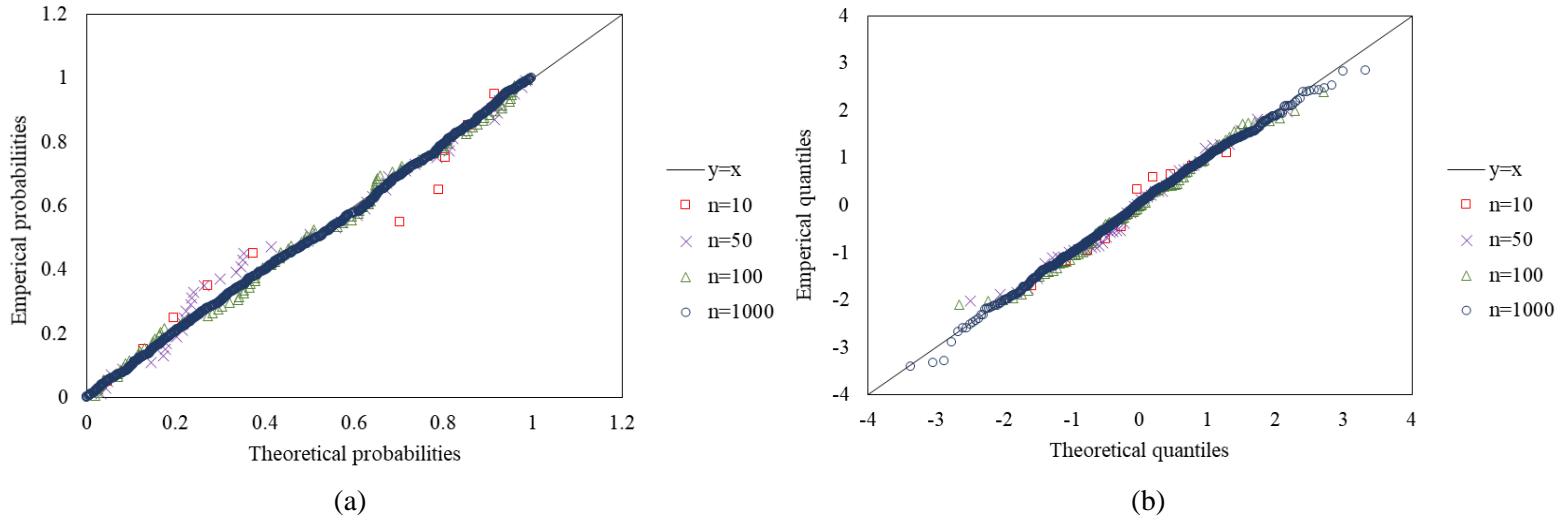 1.2
1
0.8
0.6
0.4
0.2
0
0 0.2 0.4 0.6 0.8 1 1.2
Emperical probabiliities
Theoretical probabilities
y=x
n=10
n=50
n=100
n=1000
(a)
4
3
2
1
0
-1
-2
-3
-4
-4 -3 -2 -1 0 1 2 3 4
Emperical quantiles
Theoretical quantiles
y=x
n=10
n=50
n=100
n=1000
(b)